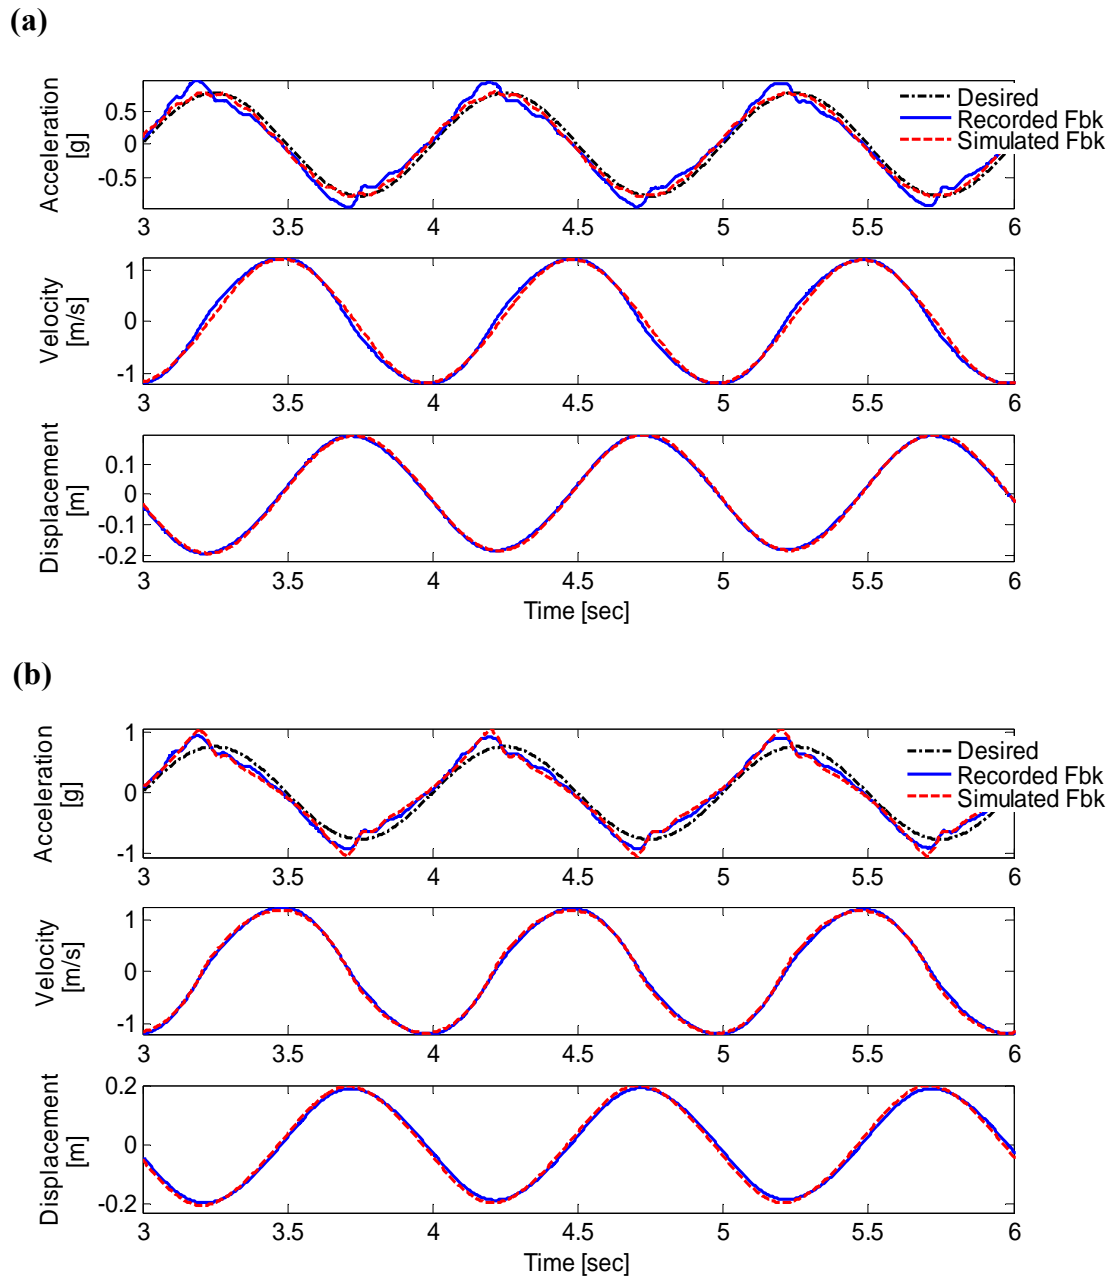 (a)
Acceleration
[g]
0.5
0
-0.5
Desired
Recorded Fbk
Simulated Fbk
3
3.5
4
4.5
5
5.5
6
Velocity
[m/s]
1
0
-1
3
3.5
4
4.5
5
5.5
6
Displacement
[m]
0.1
0
-0.1
-0.2
3
3.5
4
4.5
5
5.5
6
Time [sec]
(b)
Acceleration
[g]
1
0
-1
Desired
Recorded Fbk
Simulated Fbk
3
3.5
4
4.5
5
5.5
6
Velocity
[m/s]
1
0
-1
3
3.5
4
4.5
5
5.5
6
Displacement
[m]
0.2
0
-0.2
3
3.5
4
4.5
5
5.5
6
Time [sec]